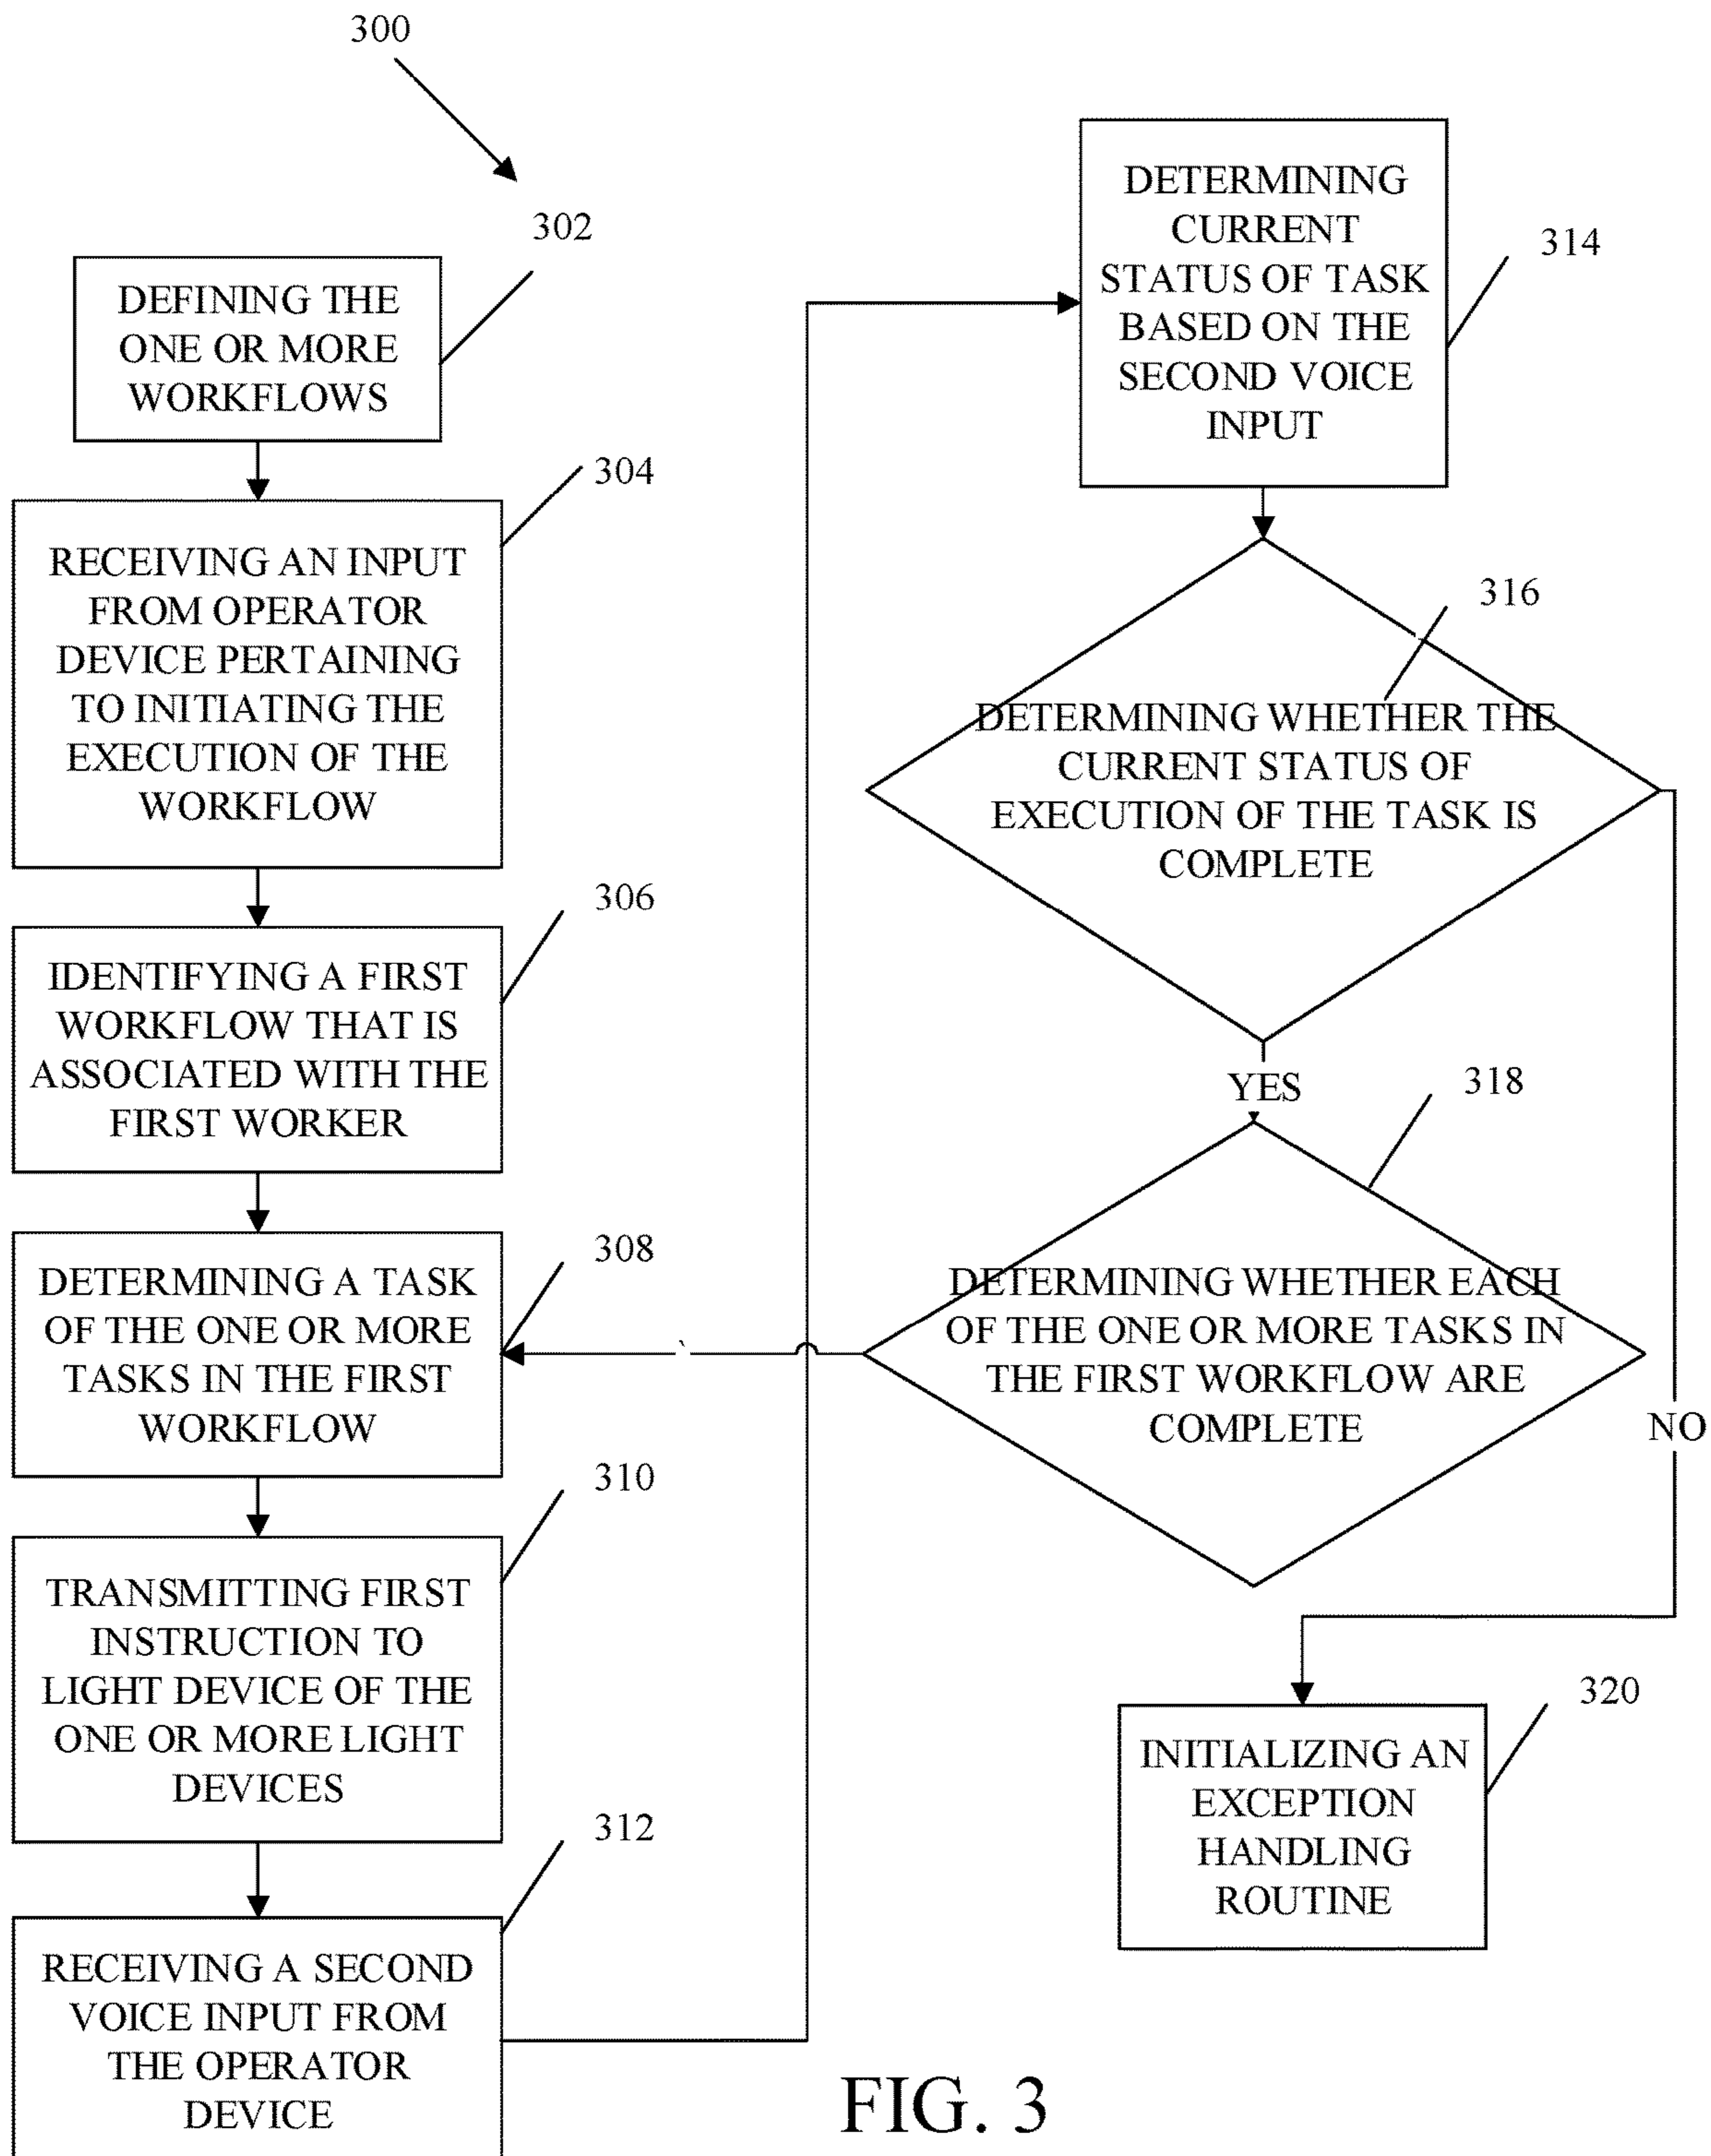 300
302
DEFINING THE
ONE OR MORE
WORKFLOWS
304
RECEIVING AN INPUT
FROM OPERATOR
DEVICE PERTAINING
TO INITIATING THE
EXECUTION OF THE
WORKFLOW
306
IDENTIFYING A FIRST
WORKFLOW THAT IS
ASSOCIATED WITH THE
FIRST WORKER
308
DETERMINING A TASK
OF THE ONE OR MORE
TASKS IN THE FIRST
WORKFLOW
310
TRANSMITTING FIRST
INSTRUCTION TO
LIGHT DEVICE OF THE
ONE OR MORE LIGHT
DEVICES
312
RECEIVING A SECOND
VOICE INPUT FROM
THE OPERATOR
DEVICE
DETERMINING
CURRENT
STATUS OF TASK
BASED ON THE
SECOND VOICE
INPUT
314
316
DETERMINING WHETHER THE
CURRENT STATUS OF
EXECUTION OF THE TASK IS
COMPLETE
YES
318
DETERMINING WHETHER EACH
OF THE ONE OR MORE TASKS IN
THE FIRST WORKFLOW ARE
COMPLETE
NO
320
INITIALIZING AN
EXCEPTION
HANDLING
ROUTINE
FIG. 3